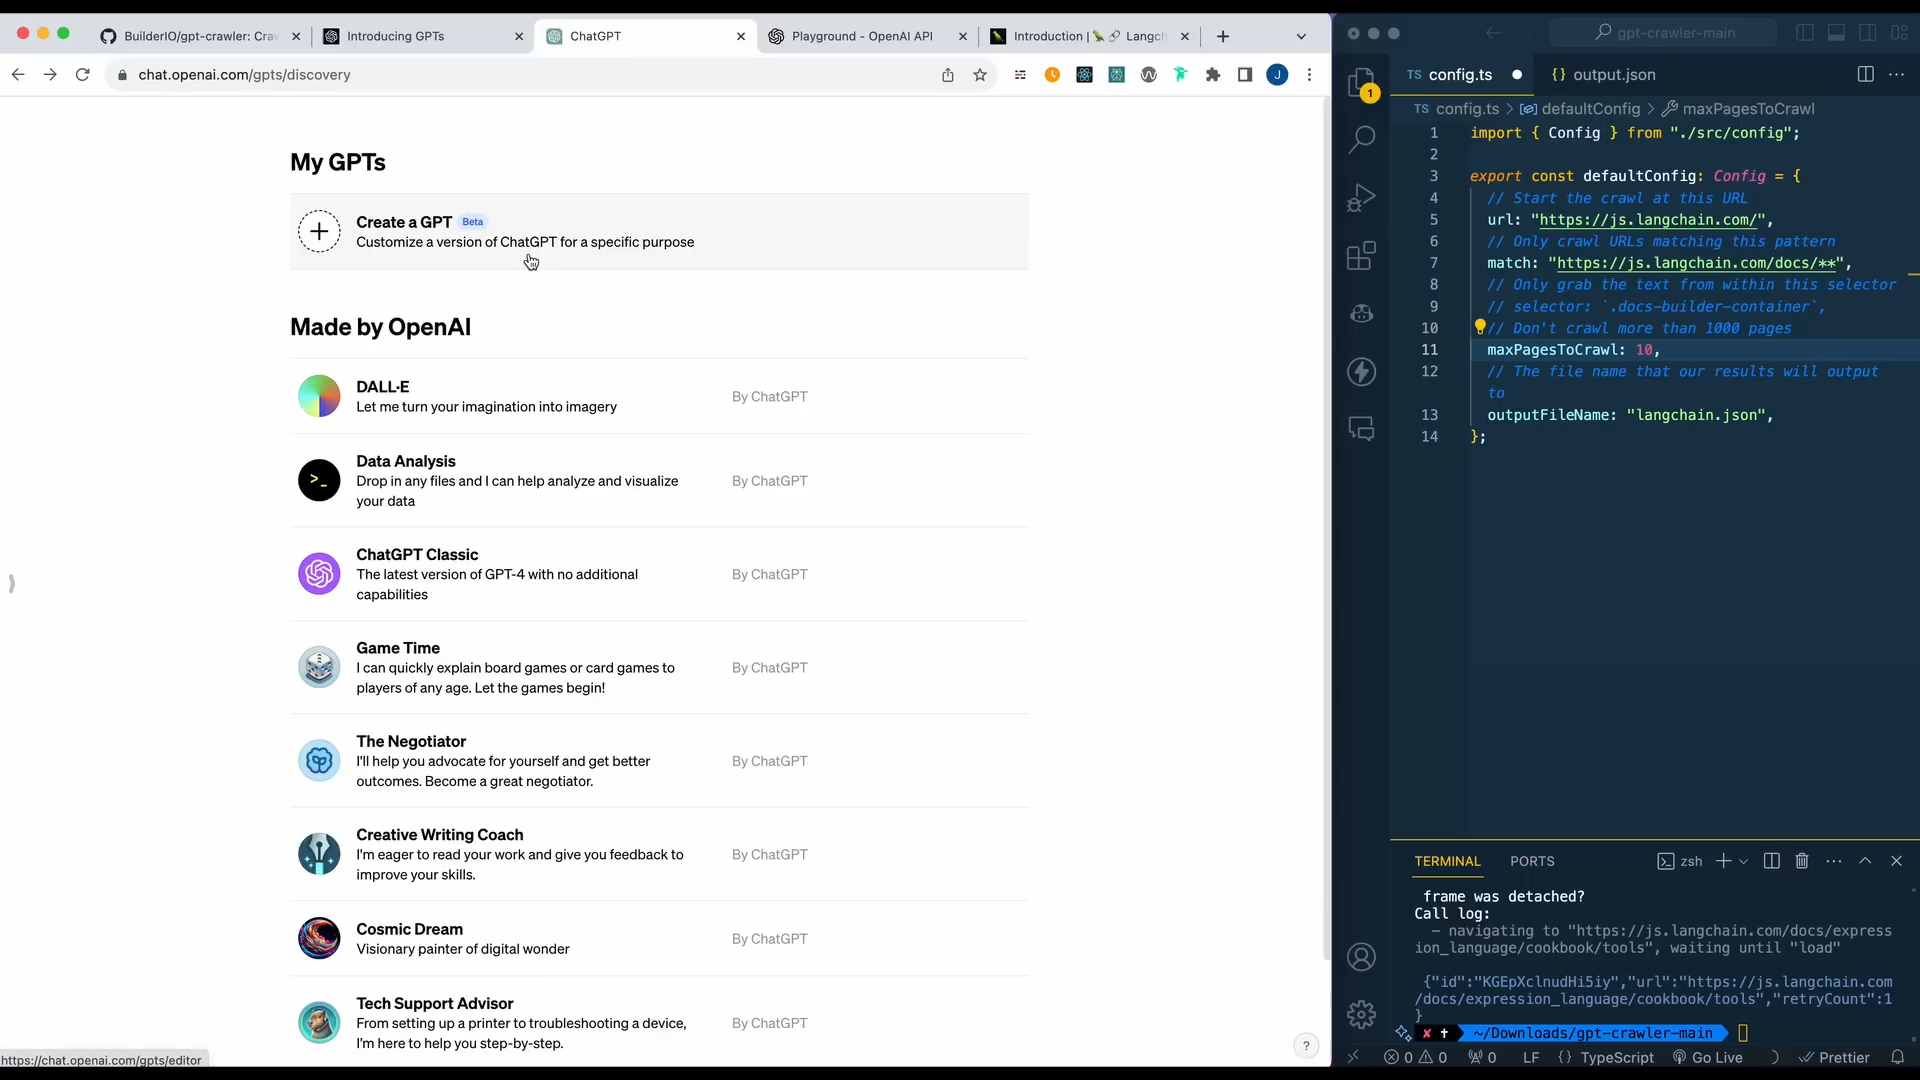 BuilderIO/gpt-crawler: Crav
Introducing GPTs
ChatGPT
Playground - OpenAI API
Introduction | 🦜🔗 Langch
chat.openai.com/gpts/discovery
J
My GPTs
Create a GPT Beta
Customize a version of ChatGPT for a specific purpose
Made by OpenAI
DALL·E
Let me turn your imagination into imagery
By ChatGPT
Data Analysis
Drop in any files and I can help analyze and visualize
your data
By ChatGPT
ChatGPT Classic
The latest version of GPT-4 with no additional
capabilities
By ChatGPT
Game Time
I can quickly explain board games or card games to
players of any age. Let the games begin!
By ChatGPT
The Negotiator
I'll help you advocate for yourself and get better
outcomes. Become a great negotiator.
By ChatGPT
Creative Writing Coach
I'm eager to read your work and give you feedback to
improve your skills.
By ChatGPT
Cosmic Dream
Visionary painter of digital wonder
By ChatGPT
Tech Support Advisor
From setting up a printer to troubleshooting a device,
I'm here to help you step-by-step.
By ChatGPT
?
https://chat.openai.com/gpts/editor
gpt-crawler-main
1
TS config.ts
{} output.json
TS config.ts > defaultConfig > maxPagesToCrawl
1 import { Config } from "./src/config";
2
3 export const defaultConfig: Config = {
4 // Start the crawl at this URL
5 url: "https://js.langchain.com/",
6 // Only crawl URLs matching this pattern
7 match: "https://js.langchain.com/docs/**",
8 // Only grab the text from within this selector
9 // selector: `.docs-builder-container`,
10 // Don't crawl more than 1000 pages
11 maxPagesToCrawl: 10,
12 // The file name that our results will output
to
13 outputFileName: "langchain.json",
14 };
TERMINAL PORTS zsh
frame was detached?
Call log:
- navigating to "https://js.langchain.com/docs/express
ion_language/cookbook/tools", waiting until "load"
{"id":"KGEpXclnudHi5iy","url":"https://js.langchain.com
/docs/expression_language/cookbook/tools","retryCount":1
}
✘ ✝ ~/Downloads/gpt-crawler-main
0 0 0 LF {} TypeScript Go Live Prettier